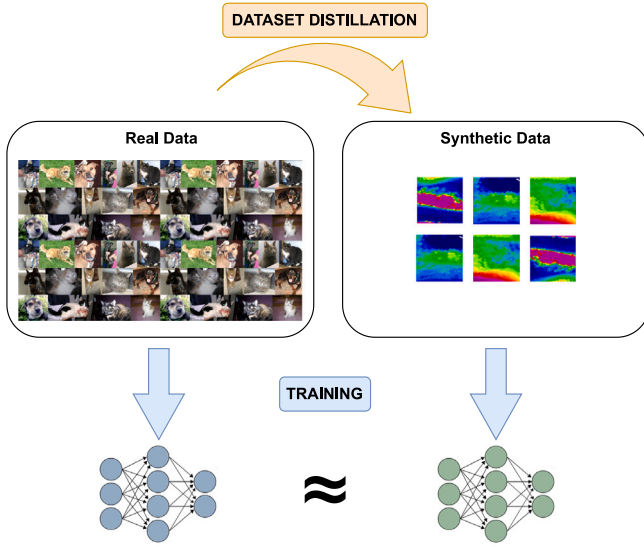 DATASET DISTILLATION
Real Data
Synthetic Data
TRAINING
≈